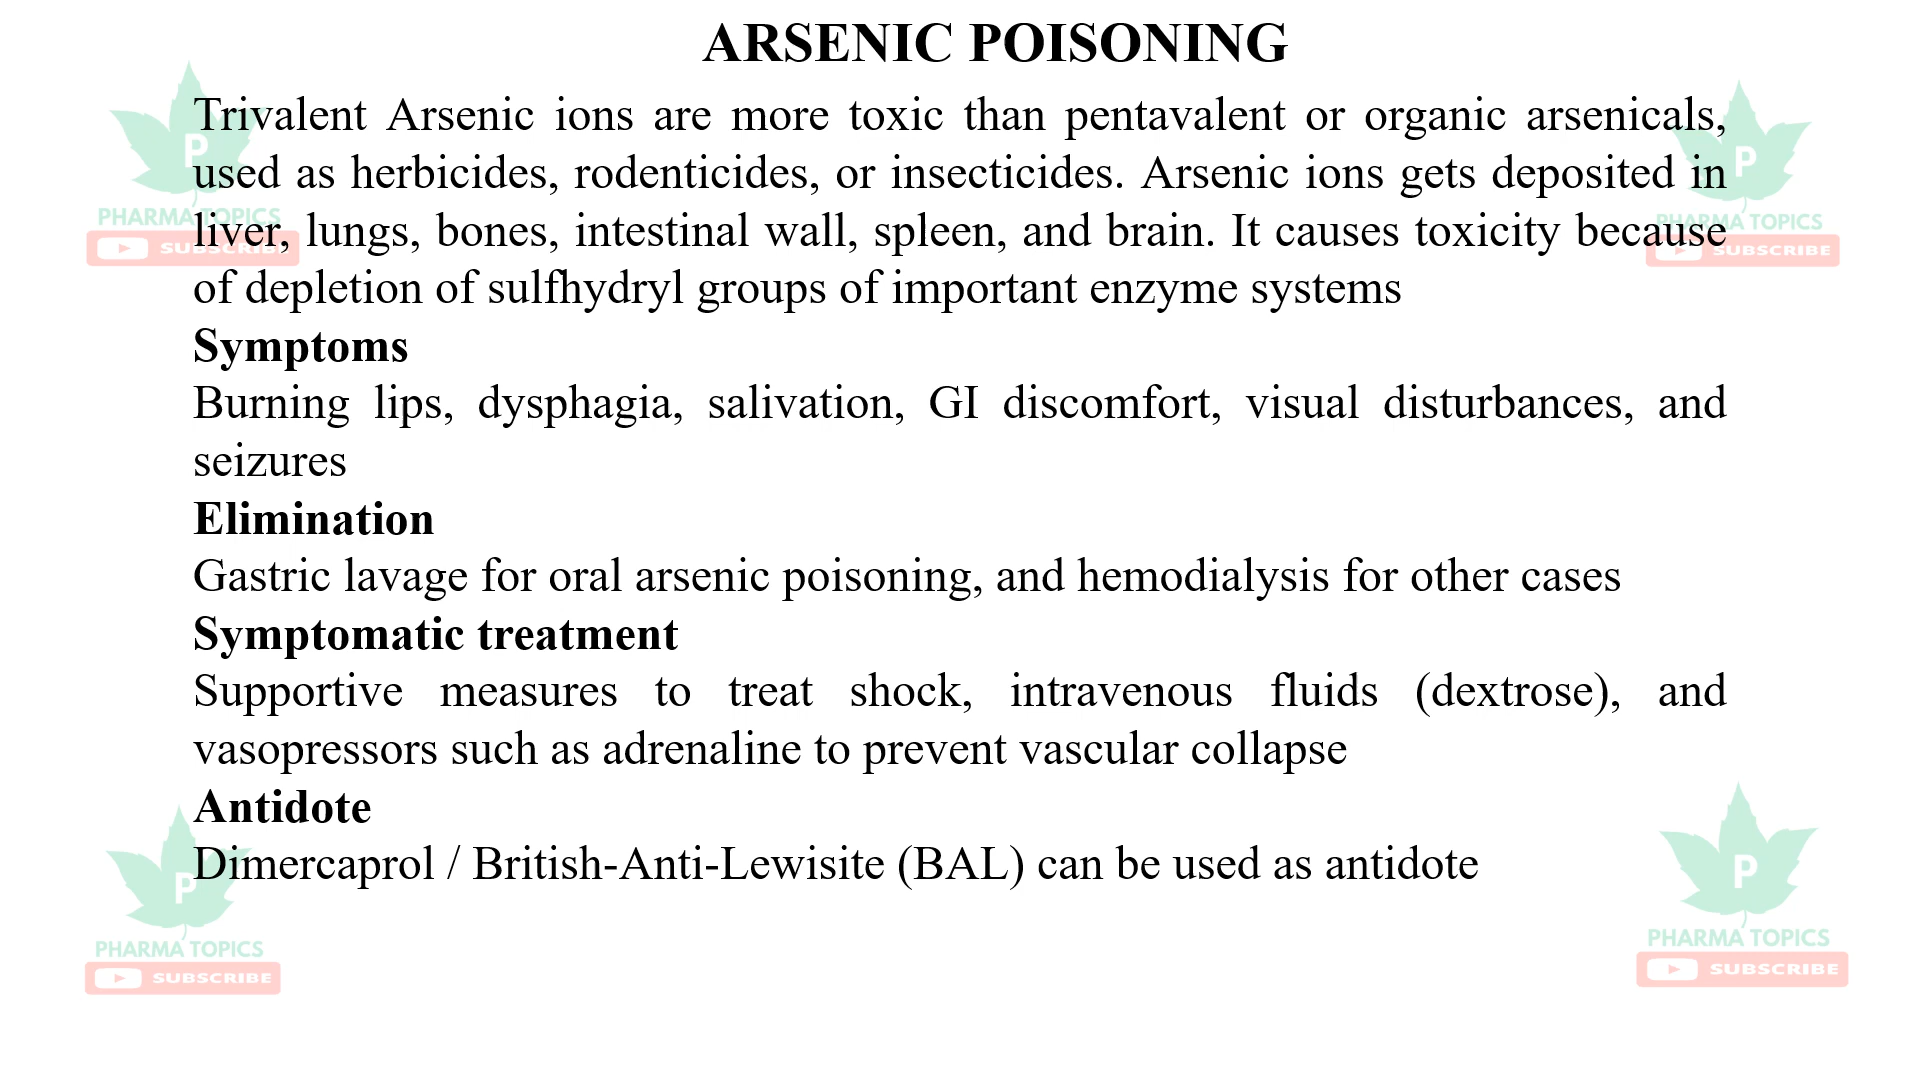 ARSENIC POISONING
Trivalent Arsenic ions are more toxic than pentavalent or organic arsenicals,
used as herbicides, rodenticides, or insecticides. Arsenic ions gets deposited in
liver, lungs, bones, intestinal wall, spleen, and brain. It causes toxicity because
of depletion of sulfhydryl groups of important enzyme systems
Symptoms
Burning lips, dysphagia, salivation, GI discomfort, visual disturbances, and
seizures
Elimination
Gastric lavage for oral arsenic poisoning, and hemodialysis for other cases
Symptomatic treatment
Supportive measures to treat shock, intravenous fluids (dextrose), and
vasopressors such as adrenaline to prevent vascular collapse
Antidote
Dimercaprol / British-Anti-Lewisite (BAL) can be used as antidote
P
PHARMA TOPICS
SUBSCRIBE
P
PHARMA TOPICS
SUBSCRIBE
P
PHARMA TOPICS
SUBSCRIBE
P
PHARMA TOPICS
SUBSCRIBE